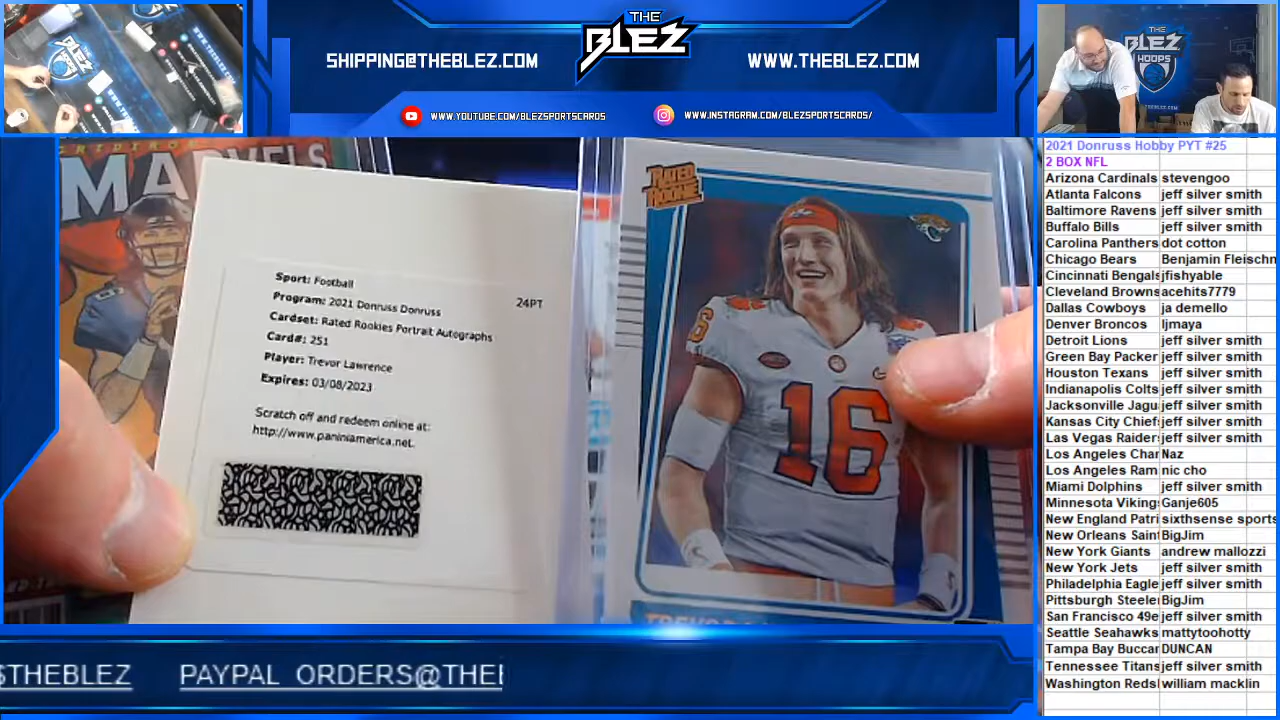 THE
BLEZ
SHIPPING@THEBLEZ.COM
WWW.THEBLEZ.COM
WWW.YOUTUBE.COM/BLEZSPORTSCARDS
WWW.INSTAGRAM.COM/BLEZSPORTSCARDS/
THE
BLEZ
HOOPS
GRIDIRON
MARVELS
Sport: Football
Program: 2021 Donruss Donruss
24PT
Cardset: Rated Rookies Portrait Autographs
Card#: 251
Player: Trevor Lawrence
Expires: 03/08/2023
Scratch off and redeem online at:
http://www.paniniamerica.net.
RATED
ROOKIE
16
2021 Donruss Hobby PYT #25
2 BOX NFL
Arizona Cardinals stevengoo
Atlanta Falcons jeff silver smith
Baltimore Ravens jeff silver smith
Buffalo Bills jeff silver smith
Carolina Panthers dot cotton
Chicago Bears Benjamin Fleischn
Cincinnati Bengals jfishyable
Cleveland Browns acehits7779
Dallas Cowboys ja demello
Denver Broncos ljmaya
Detroit Lions jeff silver smith
Green Bay Packer jeff silver smith
Houston Texans jeff silver smith
Indianapolis Colts jeff silver smith
Jacksonville Jagu jeff silver smith
Kansas City Chief jeff silver smith
Las Vegas Raider jeff silver smith
Los Angeles Char Naz
Los Angeles Ram nic cho
Miami Dolphins jeff silver smith
Minnesota Viking Ganje605
New England Patri sixthsense sports
New Orleans Saint BigJim
New York Giants andrew mallozzi
New York Jets jeff silver smith
Philadelphia Eagle jeff silver smith
Pittsburgh Steeler BigJim
San Francisco 49e jeff silver smith
Seattle Seahawks mattytoohotty
Tampa Bay Buccan DUNCAN
Tennessee Titans jeff silver smith
Washington Reds william macklin
$THEBLEZ PAYPAL ORDERS@THE